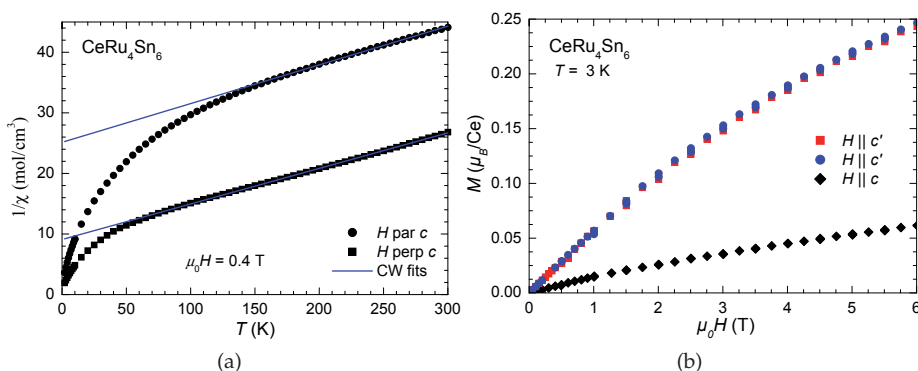 CeRu₄Sn₆
40
30
20
10
0
1/χ (mol/cm³)
H par c
H perp c
CW fits
μ₀H = 0.4 T
0 50 100 150 200 250 300
T (K)
(a)
CeRu₄Sn₆
T = 3 K
0.25
0.20
0.15
0.10
0.05
0.00
M (μB/Ce)
H || c'
H || c'
H || c
0 1 2 3 4 5 6
μ₀H (T)
(b)